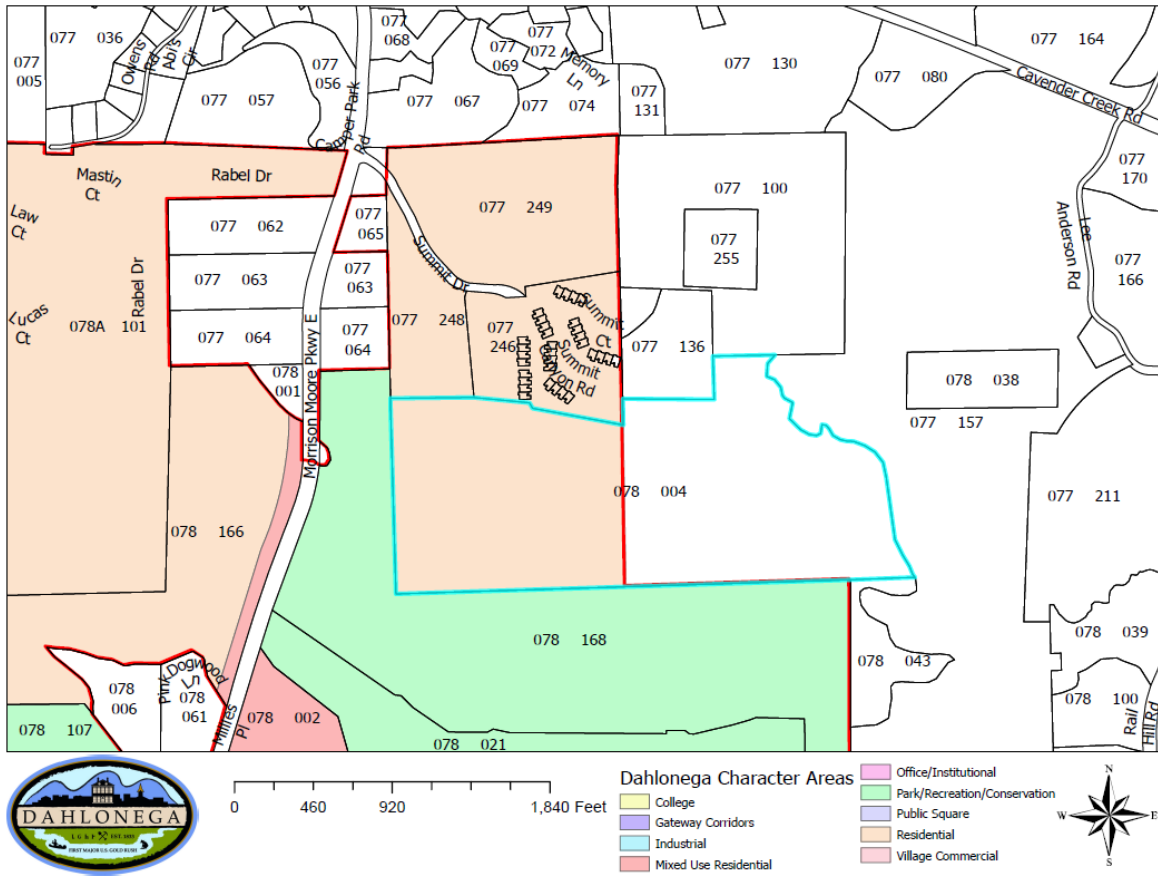 077 036
077
005
Owens
Rd
Abi's
Cir
077 057
077
056
077
068
077
069
077
072
Memory
Ln
077 067
077 074
077
131
077 130
077 080
077 164
Cavender Creek Rd
Camper Park
Rd
Mastin
Ct
Rabel Dr
Law
Ct
Rabel Dr
Lucas
Ct
078A 101
077 062
077
065
077 063
077
063
077 064
077
064
078
001
Morrison Moore Pkwy E
Summit Dr
077 249
077 248
077
246
Summit
Ct
Summit
Canyon Rd
077 100
077
255
077 136
077
170
Lee
Anderson Rd
077
166
078 038
077 157
077 211
078 004
078 166
078 168
078 039
078 043
078 100
Rail
Hill Rd
Pink Dogwood
Ln
078
006
078
061
Millies
Pl
078 002
078 021
078 107
DAHLONEGA
EST. 1833
FIRST MAJOR U.S. GOLD RUSH
0 460 920 1,840 Feet
Dahlonega Character Areas
College
Gateway Corridors
Industrial
Mixed Use Residential
Office/Institutional
Park/Recreation/Conservation
Public Square
Residential
Village Commercial
N
W E
S